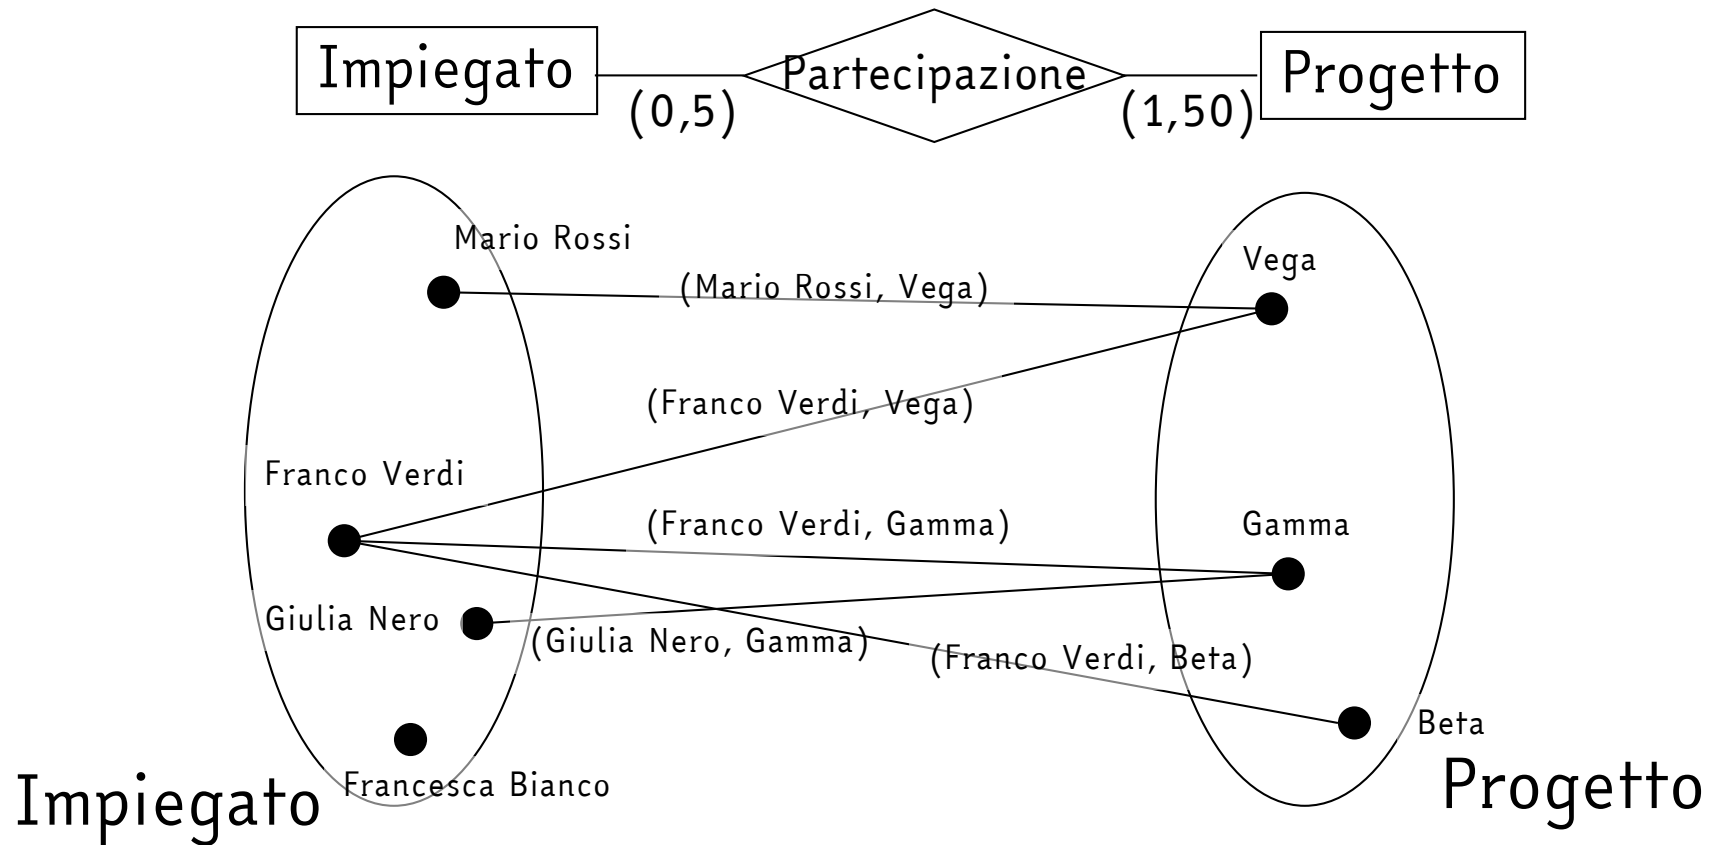 Impiegato
Partecipazione
Progetto
(0,5)
(1,50)
Mario Rossi
Vega
(Mario Rossi, Vega)
(Franco Verdi, Vega)
Franco Verdi
(Franco Verdi, Gamma)
Gamma
Giulia Nero
(Giulia Nero, Gamma)
(Franco Verdi, Beta)
Beta
Francesca Bianco
Impiegato
Progetto